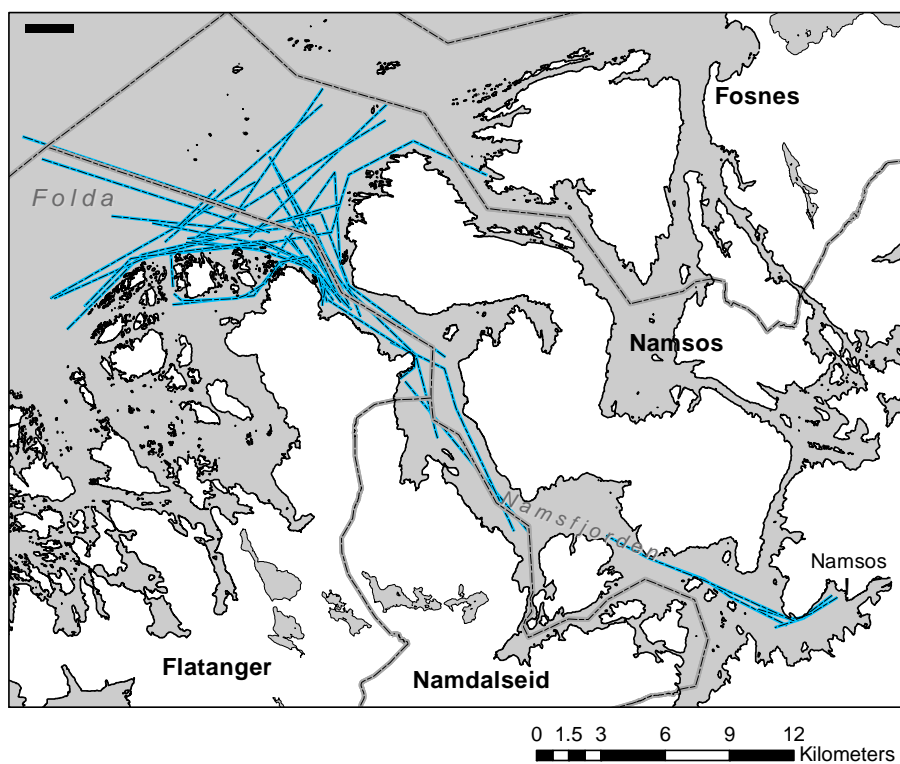 Fosnes
Folda
Namsos
Namsfjorden
Namsos
Flatanger
Namdalseid
0 1.5 3 6 9 12
Kilometers